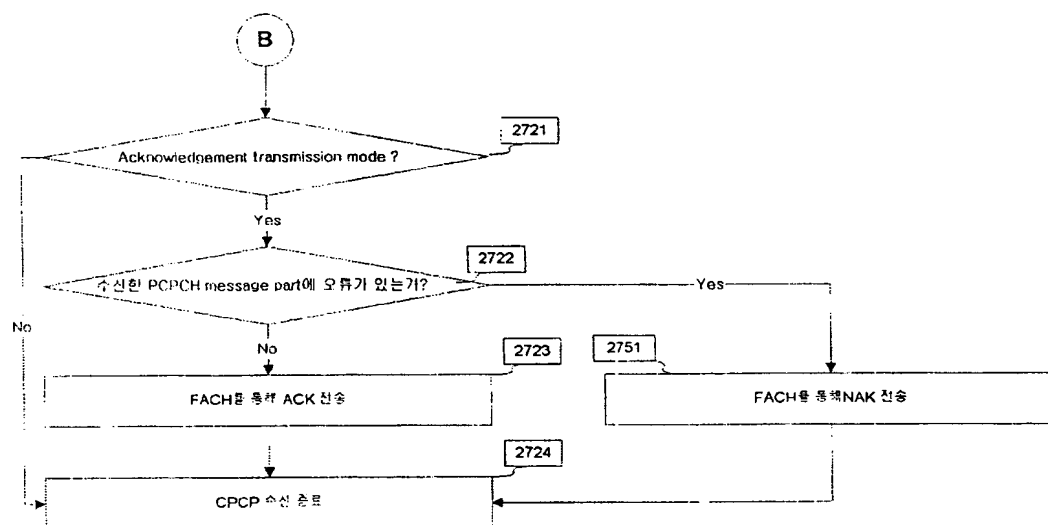 B
2721
Acknowledgement transmission mode ?
Yes
2722
수신한 PCPCH message part에 오류가 있는가?
Yes
No
No
2723
2751
FACH를 통해 ACK 전송
FACH를 통해NAK 전송
2724
CPCP 수신 종료